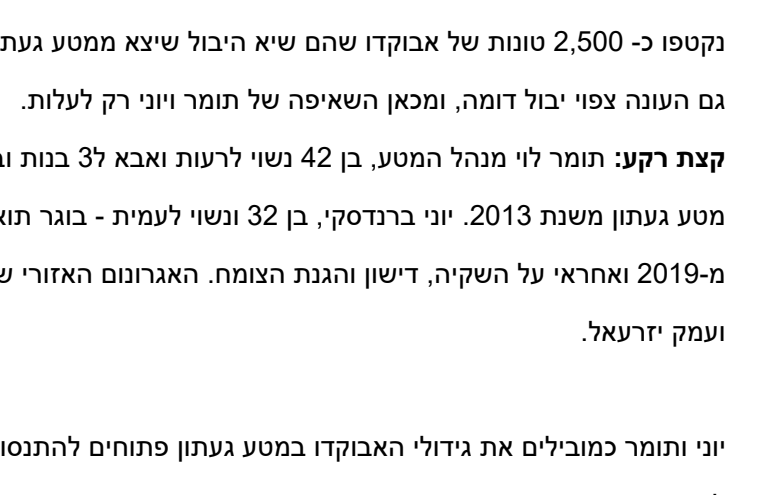 נקטפו כ- 2,500 טונות של אבוקדו שהם שיא היבול שיצא ממטע געת
גם העונה צפוי יבול דומה, ומכאן השאיפה של תומר ויוני רק לעלות.
קצת רקע: תומר לוי מנהל המטע, בן 42 נשוי לרעות ואבא ל3 בנות
מטע געתון משנת 2013. יוני ברנדסקי, בן 32 ונשוי לעמית - בוגר
מ-2019 ואחראי על השקיה, דישון והגנת הצומח. האגרונום האזורי
ועמק יזרעאל.
יוני ותומר כמובילים את גידולי האבוקדו במטע געתון פתוחים להתנסו